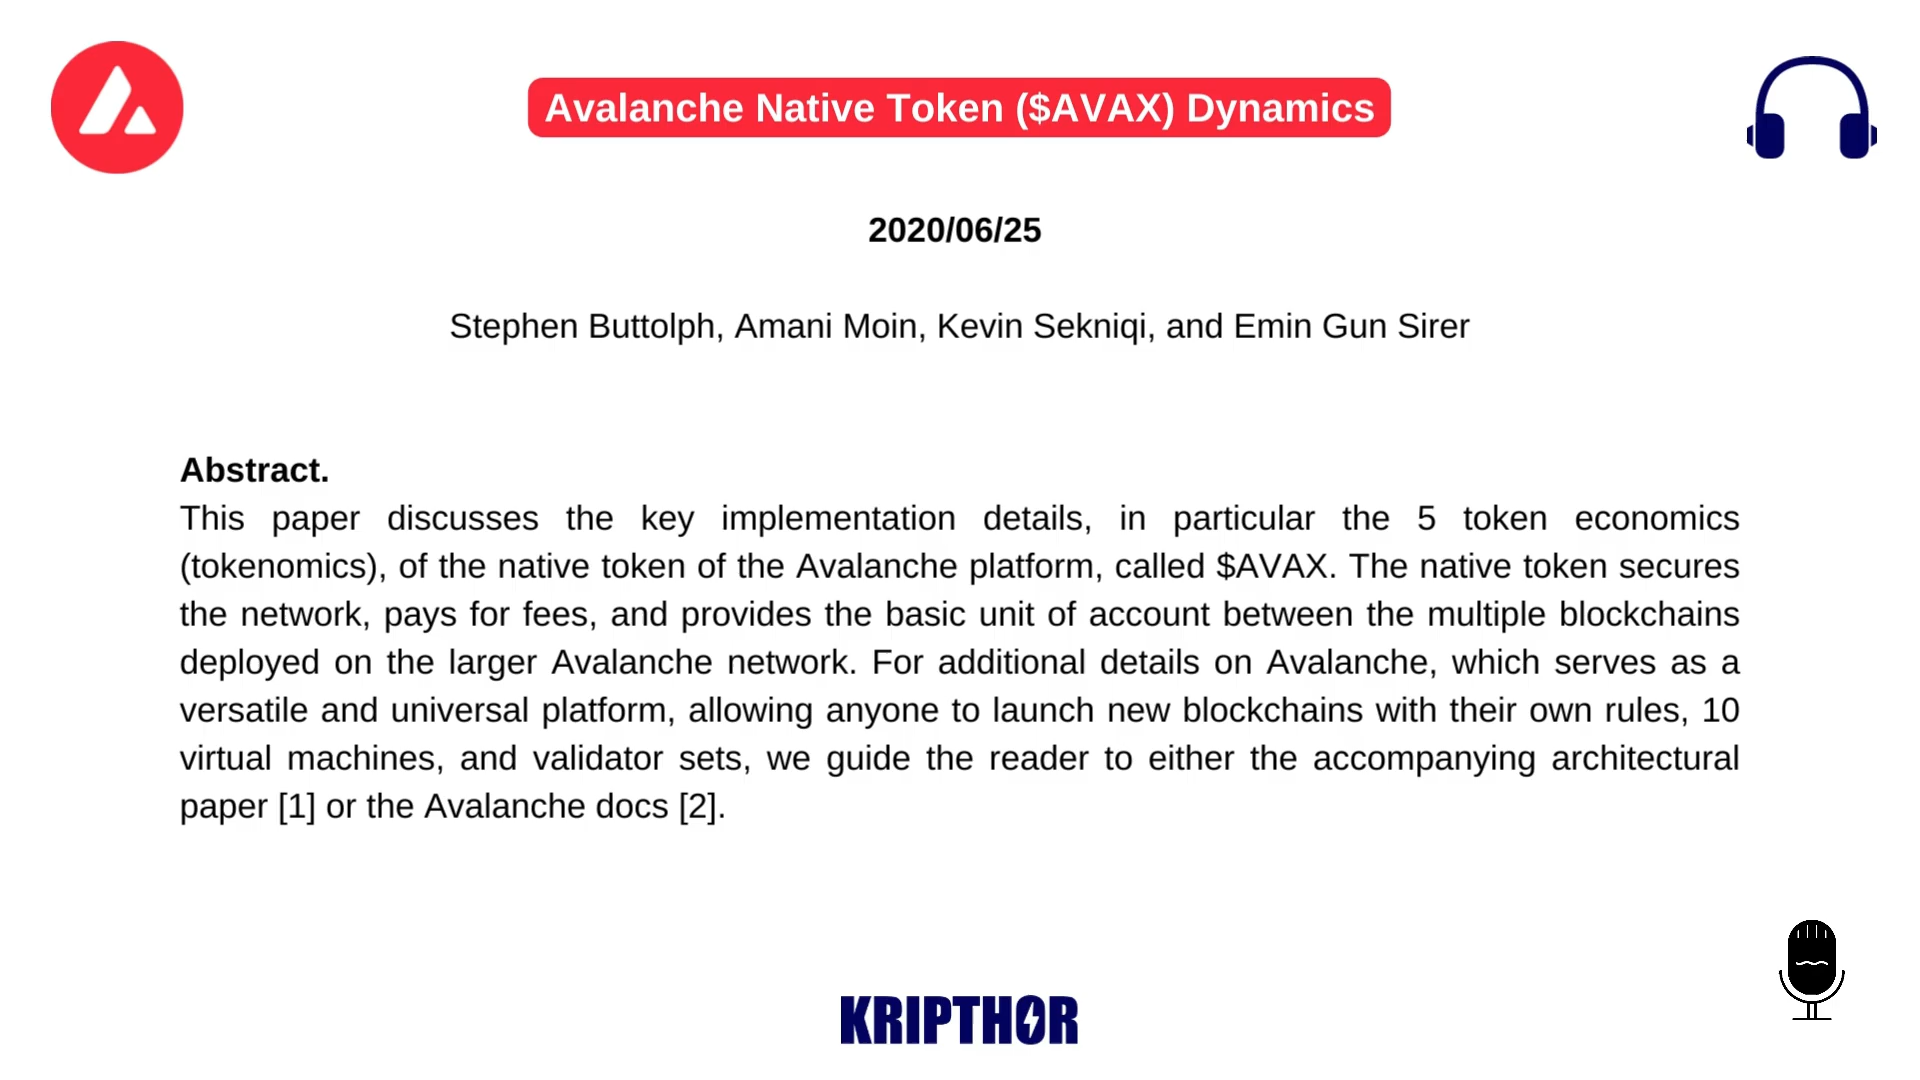 Avalanche Native Token ($AVAX) Dynamics
2020/06/25
Stephen Buttolph, Amani Moin, Kevin Sekniqi, and Emin Gun Sirer
Abstract.
This paper discusses the key implementation details, in particular the 5 token economics
(tokenomics), of the native token of the Avalanche platform, called $AVAX. The native token secures
the network, pays for fees, and provides the basic unit of account between the multiple blockchains
deployed on the larger Avalanche network. For additional details on Avalanche, which serves as a
versatile and universal platform, allowing anyone to launch new blockchains with their own rules, 10
virtual machines, and validator sets, we guide the reader to either the accompanying architectural
paper [1] or the Avalanche docs [2].
KRIPTHOR